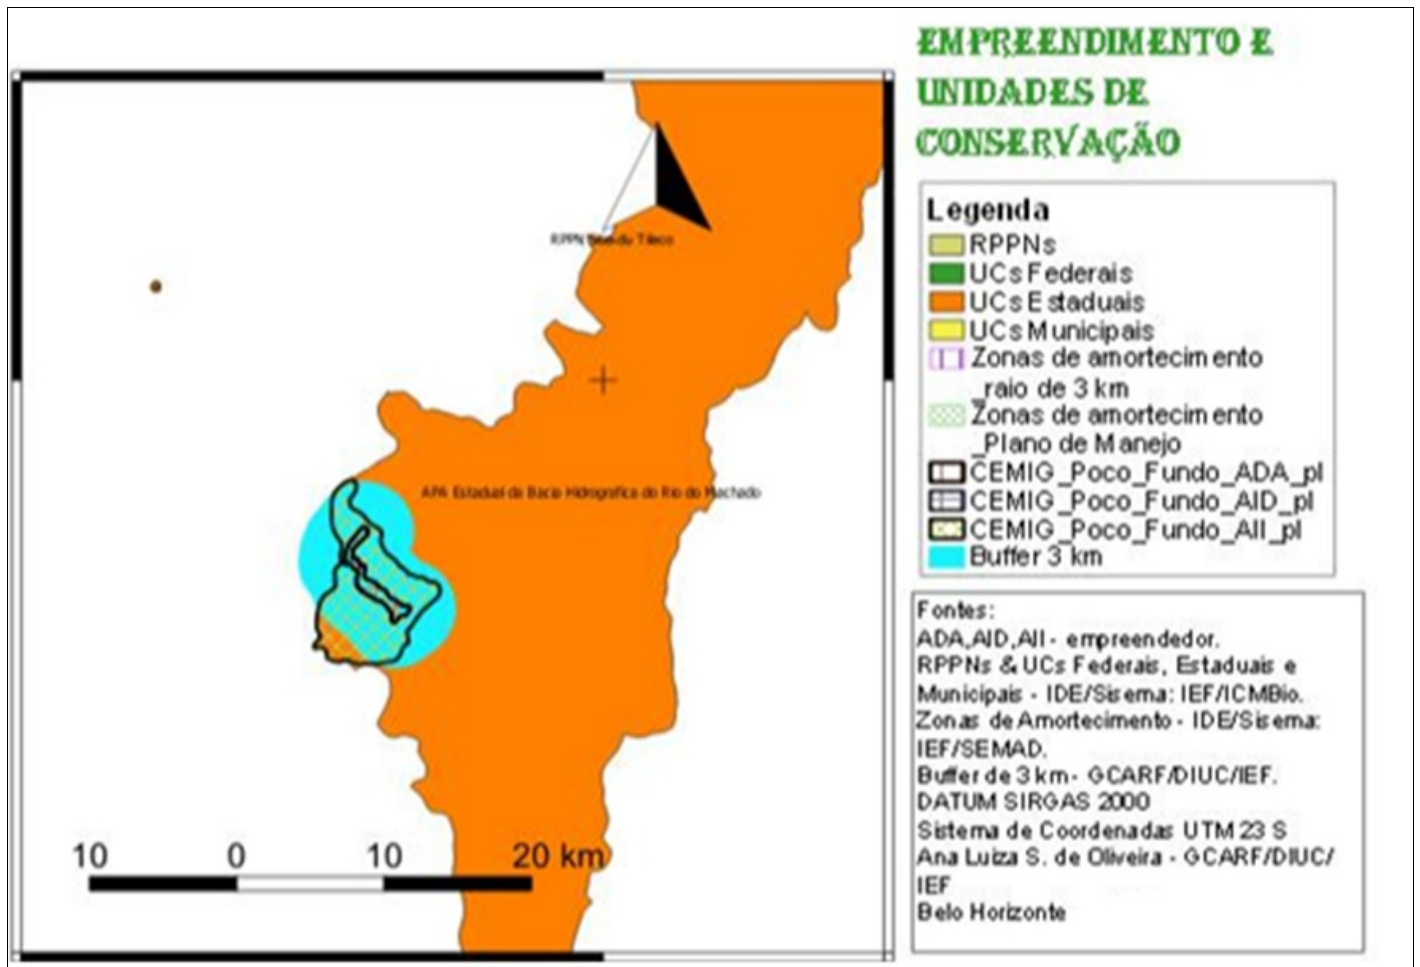 EMPREENDIMENTO E
UNIDADES DE
CONSERVAÇÃO
RPPN do Tileco
APA Estadual da Bacia Hidrografica do Rio do Machado
10 0 10 20 km
Legenda
RPPNs
UCs Federais
UCs Estaduais
UCs Municipais
Zonas de amortecimento
_raio de 3 km
Zonas de amortecimento
_Plano de Manejo
CEMIG_Poco_Fundo_ADA_pl
CEMIG_Poco_Fundo_AID_pl
CEMIG_Poco_Fundo_AII_pl
Buffer 3 km
Fontes:
ADA,AID,AII - empreendedor.
RPPNs & UCs Federais, Estaduais e
Municipais - IDE/Sisema: IEF/ICMBio.
Zonas de Amortecimento - IDE/Sisema:
IEF/SEMAD.
Buffer de 3 km- GCARF/DIUC/IEF.
DATUM SIRGAS 2000
Sistema de Coordenadas UTM 23 S
Ana Luiza S. de Oliveira - GCARF/DIUC/
IEF
Belo Horizonte